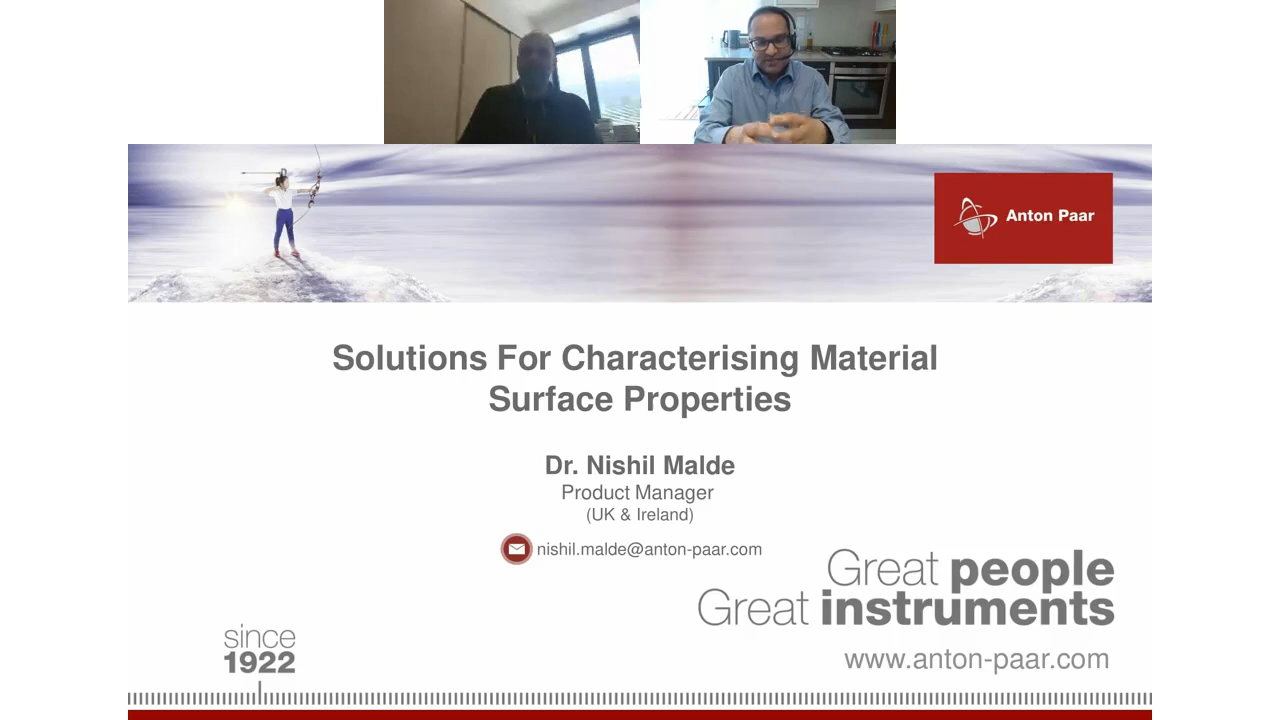 Anton Paar
Solutions For Characterising Material
Surface Properties
Dr. Nishil Malde
Product Manager
(UK & Ireland)
nishil.malde@anton-paar.com
Great people
Great instruments
since
1922
www.anton-paar.com